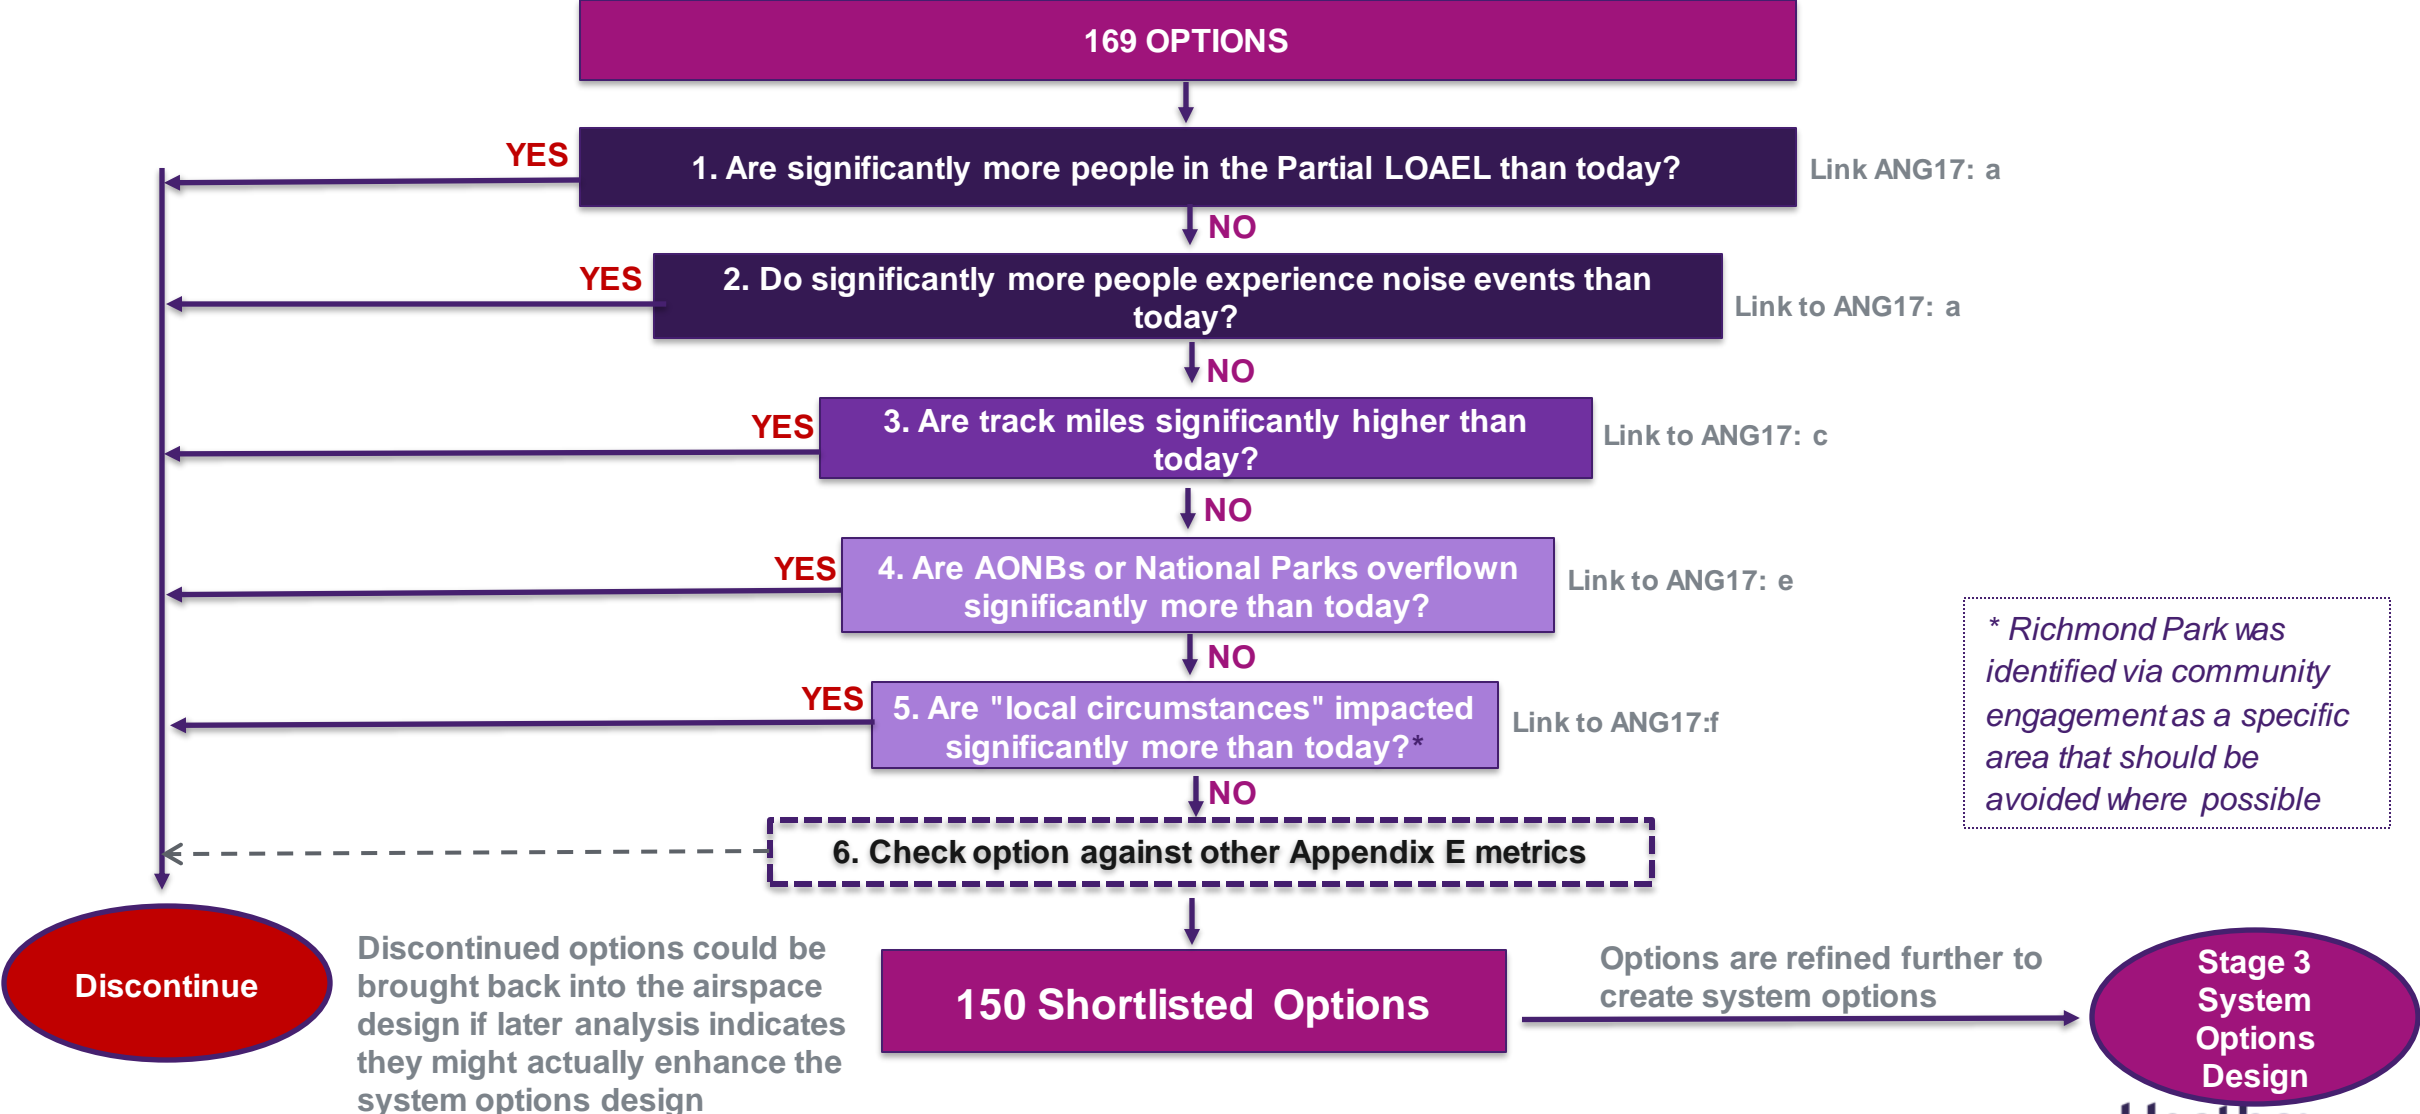 169 OPTIONS
YES
1. Are significantly more people in the Partial LOAEL than today?
Link ANG17: a
NO
YES
2. Do significantly more people experience noise events than
today?
Link to ANG17: a
NO
YES
3. Are track miles significantly higher than
today?
Link to ANG17: c
NO
YES
4. Are AONBs or National Parks overflown
significantly more than today?
Link to ANG17: e
NO
YES
5. Are "local circumstances" impacted
significantly more than today?*
Link to ANG17:f
* Richmond Park was
identified via community
engagement as a specific
area that should be
avoided where possible
NO
6. Check option against other Appendix E metrics
Discontinue
Discontinued options could be
brought back into the airspace
design if later analysis indicates
they might actually enhance the
system options design
150 Shortlisted Options
Options are refined further to
create system options
Stage 3
System
Options
Design